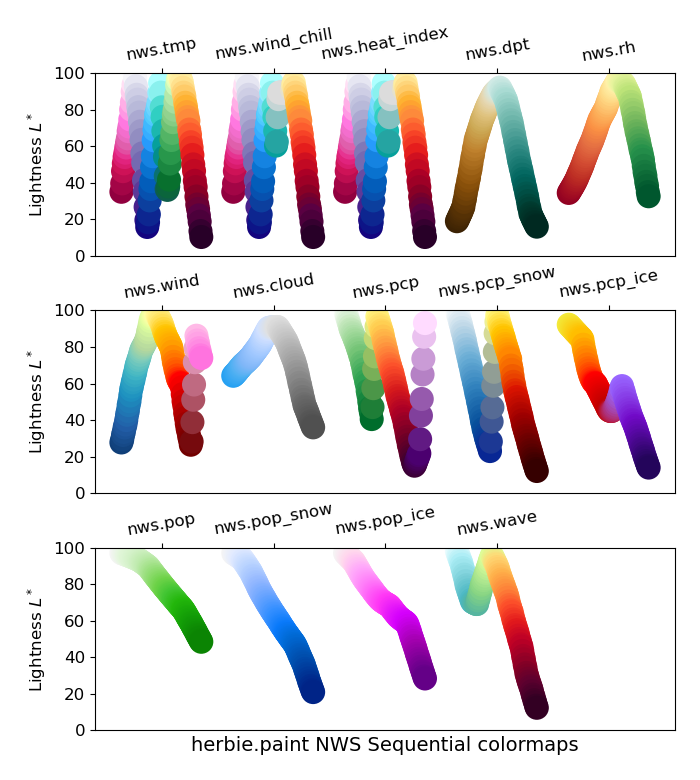 nws.tmp nws.wind_chill nws.heat_index nws.dpt nws.rh
Lightness L*
100
80
60
40
20
0
nws.wind nws.cloud nws.pcp nws.pcp_snow nws.pcp_ice
Lightness L*
100
80
60
40
20
0
nws.pop nws.pop_snow nws.pop_ice nws.wave
Lightness L*
100
80
60
40
20
0
herbie.paint NWS Sequential colormaps